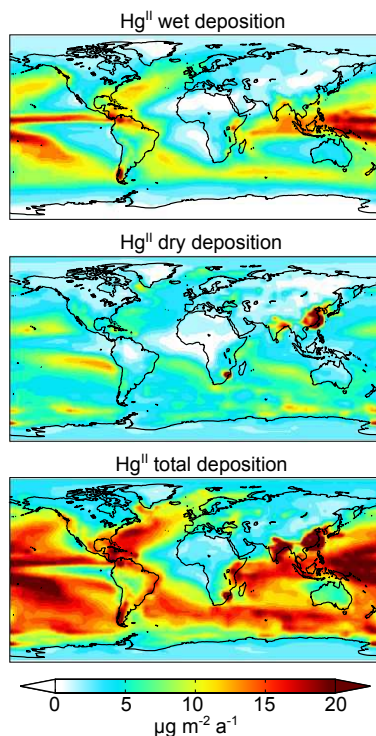 Hg^II wet deposition
Hg^II dry deposition
Hg^II total deposition
0 5 10 15 20
µg m⁻² a⁻¹